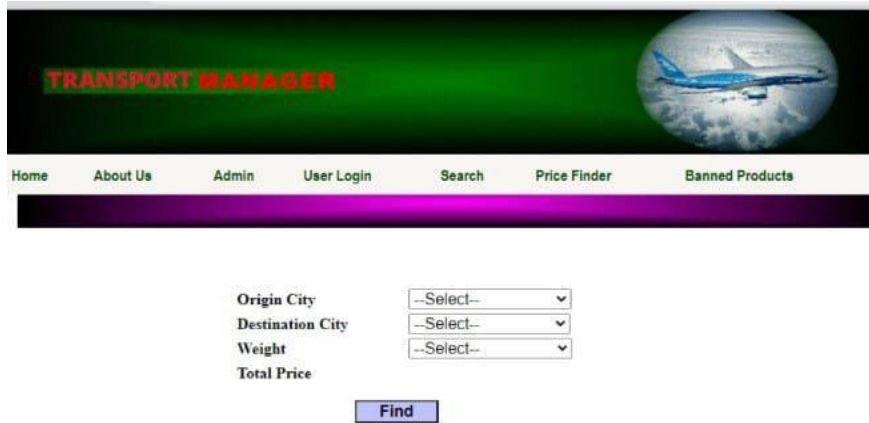 TRANSPORT MANAGER
Home About Us Admin User Login Search Price Finder Banned Products
Origin City --Select--
Destination City --Select--
Weight --Select--
Total Price
Find